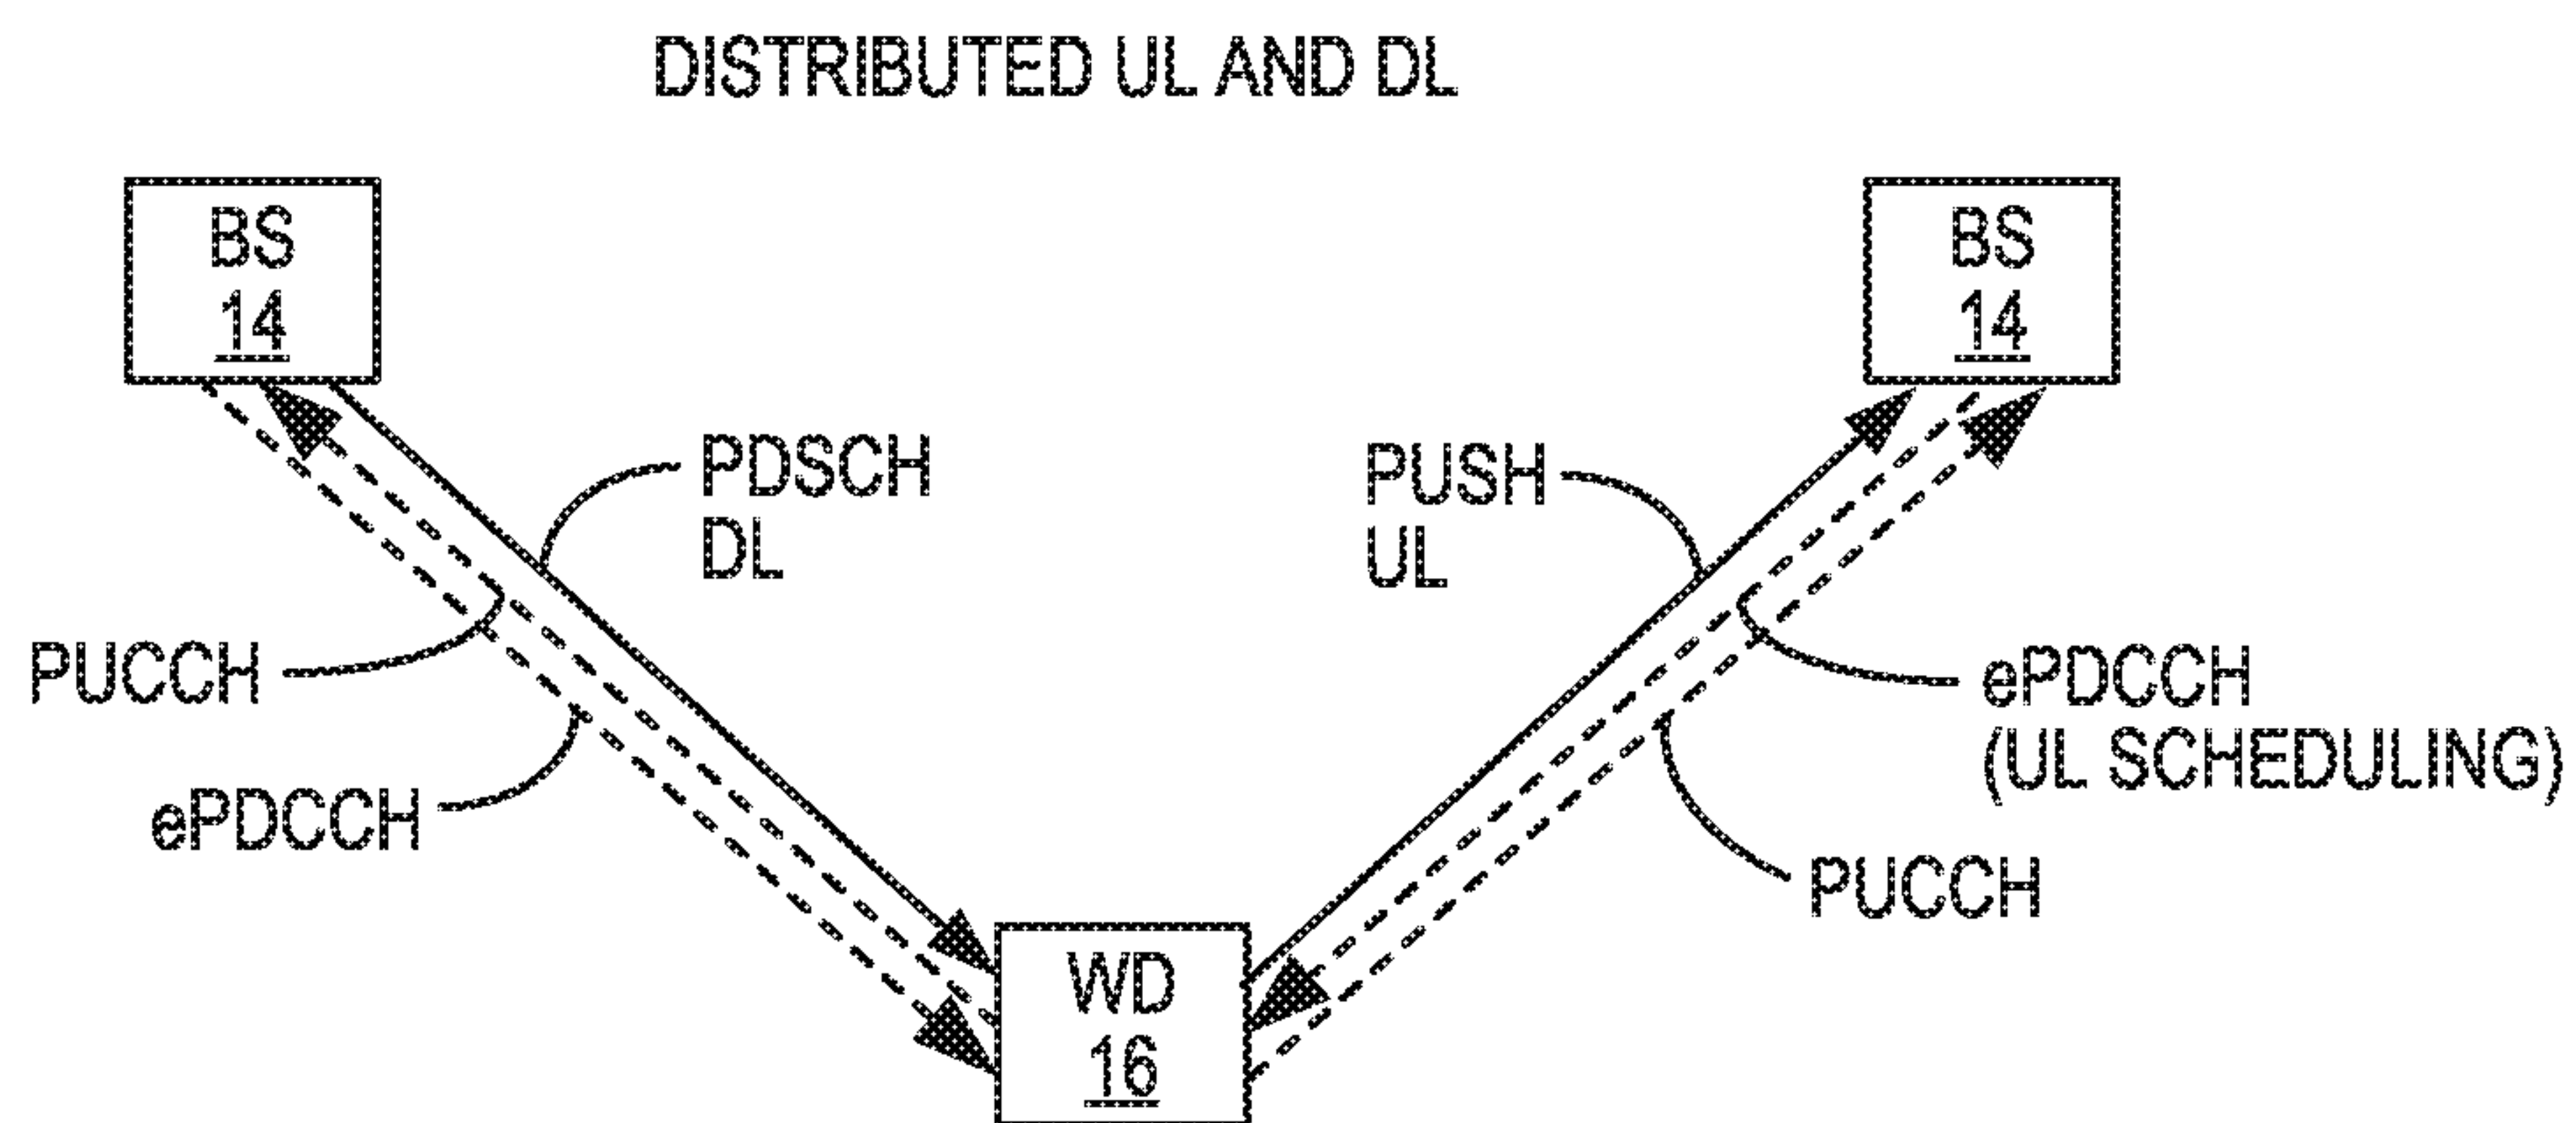 DISTRIBUTED UL AND DL
BS
14
BS
14
PDSCH
DL
PUSH
UL
PUCCH
ePDCCH
ePDCCH
(UL SCHEDULING)
PUCCH
WD
16